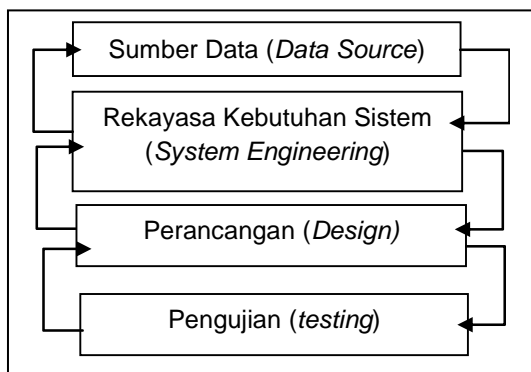 Sumber Data (Data Source)
Rekayasa Kebutuhan Sistem
(System Engineering)
Perancangan (Design)
Pengujian (testing)